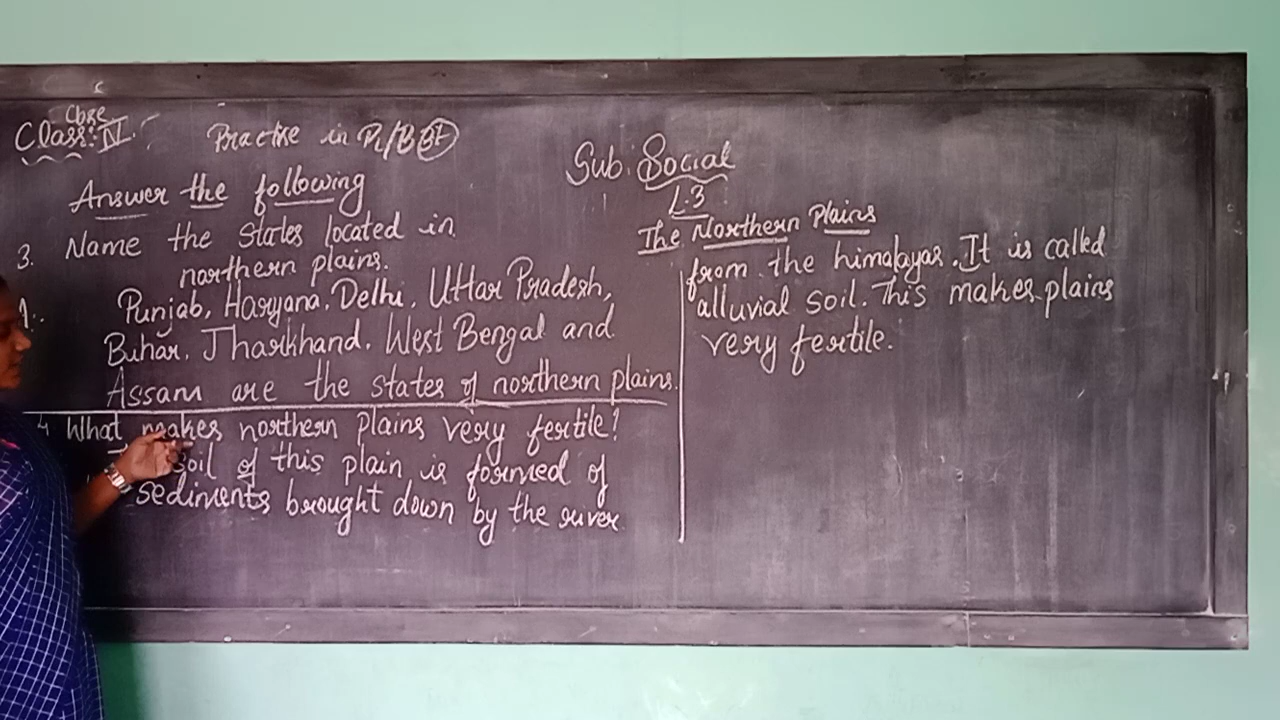 Cbse
Class: IV.
Practise in R/B
Sub: Social
L.3
The Northern Plains
Answer the following
3. Name the states located in
northern plains.
Punjab, Haryana, Delhi, Uttar Pradesh,
Bihar, Jharkhand, West Bengal and
Assam are the states of northern plains.
4 What makes northern plains very fertile?
soil of this plain is formed of
sediments brought down by the river
from the himalayas. It is called
alluvial soil. This makes plains
very fertile.